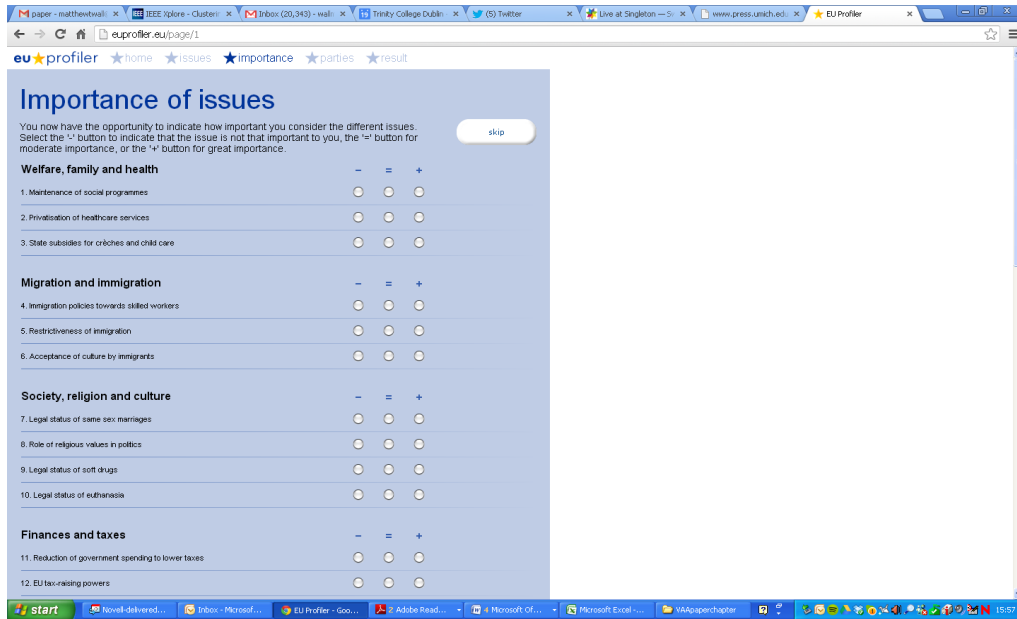 paper - matthewtwalk
IEEE Xplore - Clusterin
Inbox (20,343) - wallm
Trinity College Dublin
(5) Twitter
Live at Singleton — S
www.press.umich.edu
EU Profiler
euprofiler.eu/page/1
eu profiler home issues importance parties result
Importance of issues
You now have the opportunity to indicate how important you consider the different issues.
Select the '-' button to indicate that the issue is not that important to you, the '=' button for
moderate importance, or the '+' button for great importance.
skip
Welfare, family and health - = +
1. Maintenance of social programmes
2. Privatisation of healthcare services
3. State subsidies for crèches and child care
Migration and immigration - = +
4. Immigration policies towards skilled workers
5. Restrictiveness of immigration
6. Acceptance of culture by immigrants
Society, religion and culture - = +
7. Legal status of same sex marriages
8. Role of religious values in politics
9. Legal status of soft drugs
10. Legal status of euthanasia
Finances and taxes - = +
11. Reduction of government spending to lower taxes
12. EU tax-raising powers
start
Novell-delivered...
Inbox - Microsof...
EU Profiler - Goo...
2 Adobe Read...
4 Microsoft Of...
Microsoft Excel -...
VAApaperchapter
15:57